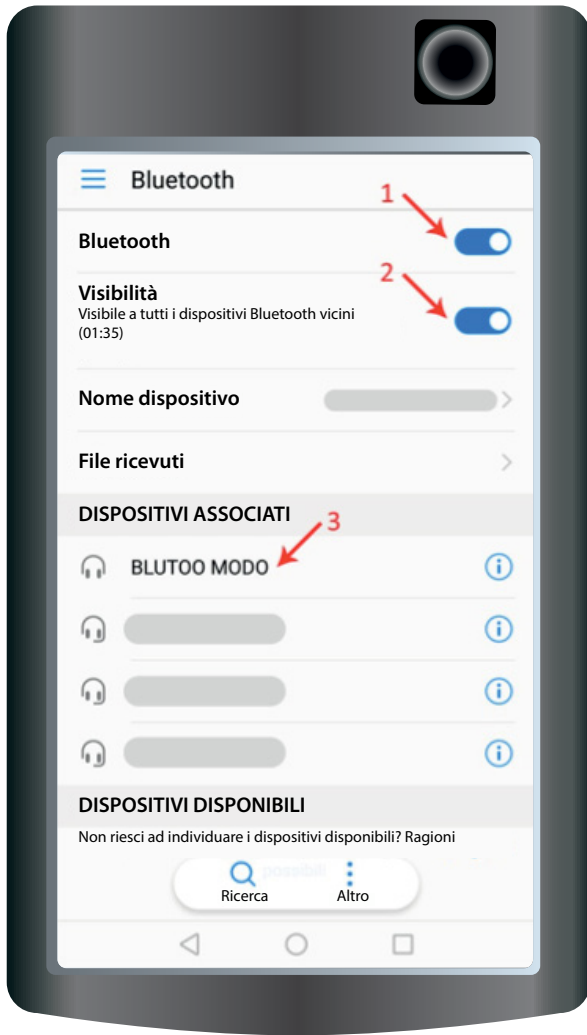 Bluetooth
1
Bluetooth
2
Visibilità
Visibile a tutti i dispositivi Bluetooth vicini
(01:35)
Nome dispositivo
File ricevuti
DISPOSITIVI ASSOCIATI
3
BLUTOO MODO
DISPOSITIVI DISPONIBILI
Non riesci ad individuare i dispositivi disponibili? Ragioni
possibili
Ricerca Altro